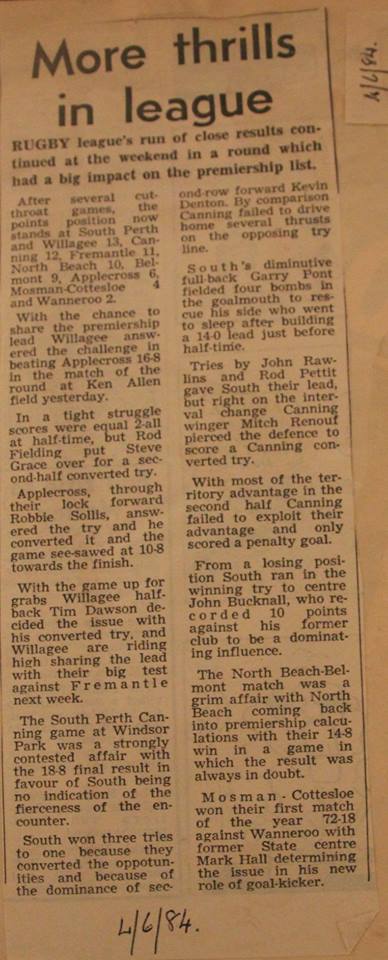 More thrills
in league
4/6/84.
RUGBY league's run of close results con-
tinued at the weekend in a round which
had a big impact on the premiership list.
After several cut-
throat games, the
points position now
stands at South Perth
and Willagee 13, Can-
ning 12, Fremantle 11,
North Beach 10, Bel-
mont 9, Applecross 6,
Mosman-Cottesloe 4
and Wanneroo 2.
With the chance to
share the premiership
lead Willagee answ-
ered the challenge in
beating Applecross 16-8
in the match of the
round at Ken Allen
field yesterday.
In a tight struggle
scores were equal 2-all
at half-time, but Rod
Fielding put Steve
Grace over for a sec-
ond-half converted try.
Applecross, through
their lock forward
Robbie Sollis, answ-
ered the try and he
converted it and the
game see-sawed at 10-8
towards the finish.
With the game up for
grabs Willagee half-
back Tim Dawson de-
cided the issue with
his converted try, and
Willagee are riding
high sharing the lead
with their big test
against Fremantle
next week.
The South Perth Can-
ning game at Windsor
Park was a strongly
contested affair with
the 18-8 final result in
favour of South being
no indication of the
fierceness of the en-
counter.
South won three tries
to one because they
converted the oppotun-
ities and because of
the dominance of sec-
ond-row forward Kevin
Denton. By comparison
Canning failed to drive
home several thrusts
on the opposing try
line.
South's diminutive
full-back Garry Pont
fielded four bombs in
the goalmouth to res-
cue his side who went
to sleep after building
a 14-0 lead just before
half-time.
Tries by John Raw-
lins and Rod Pettit
gave South their lead,
but right on the inter-
val change Canning
winger Mitch Renouf
pierced the defence to
score a Canning con-
verted try.
With most of the ter-
ritory advantage in the
second half Canning
failed to exploit their
advantage and only
scored a penalty goal.
From a losing posi-
tion South ran in the
winning try to centre
John Bucknall, who re-
corded 10 points
against his former
club to be a dominat-
ing influence.
The North Beach-Bel-
mont match was a
grim affair with North
Beach coming back
into premiership calcu-
lations with their 14-8
win in a game in
which the result was
always in doubt.
Mosman-Cottesloe
won their first match
of the year 72-18
against Wanneroo with
former State centre
Mark Hall determining
the issue in his new
role of goal-kicker.
4/6/84.